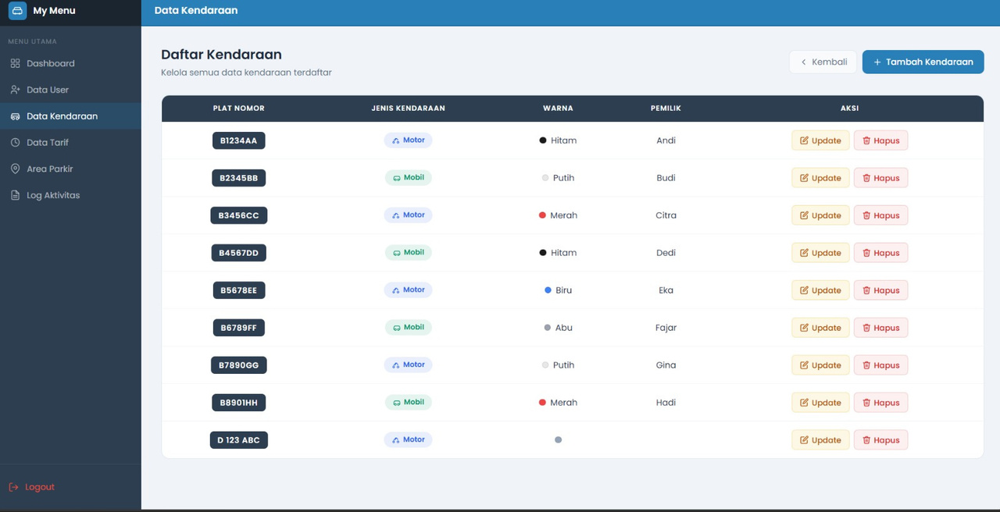 My Menu
Data Kendaraan
MENU UTAMA
Dashboard
Data User
Data Kendaraan
Data Tarif
Area Parkir
Log Aktivitas
Logout
Daftar Kendaraan
Kelola semua data kendaraan terdaftar
Kembali
+ Tambah Kendaraan
PLAT NOMOR JENIS KENDARAAN WARNA PEMILIK AKSI
B1234AA Motor Hitam Andi Update Hapus
B2345BB Mobil Putih Budi Update Hapus
B3456CC Motor Merah Citra Update Hapus
B4567DD Mobil Hitam Dedi Update Hapus
B5678EE Motor Biru Eka Update Hapus
B6789FF Mobil Abu Fajar Update Hapus
B7890GG Motor Putih Gina Update Hapus
B8901HH Mobil Merah Hadi Update Hapus
D 123 ABC Motor Update Hapus